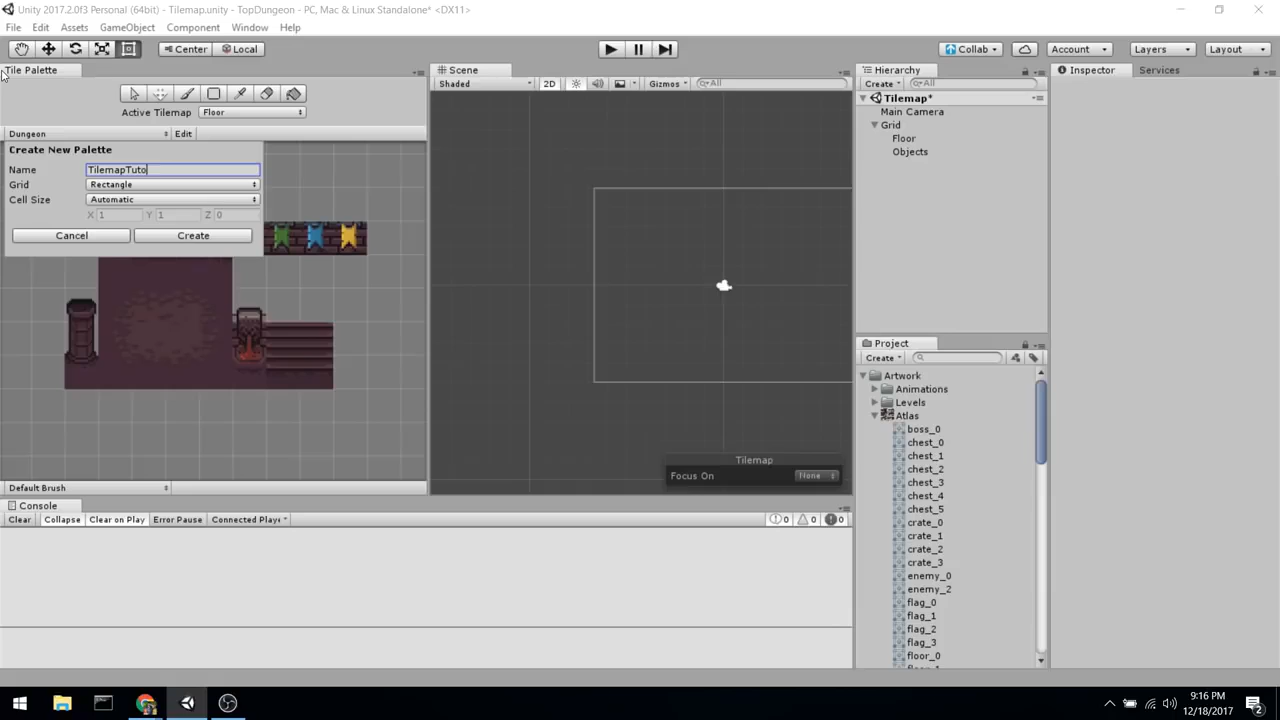 Unity 2017.2.0f3 Personal (64bit) - Tilemap.unity - TopDungeon - PC, Mac & Linux Standalone* <DX11>
File Edit Assets GameObject Component Window Help
Center Local Collab Account Layers Layout
Tile Palette
Active Tilemap Floor
Dungeon Edit
Create New Palette
Name TilemapTuto
Grid Rectangle
Cell Size Automatic
X 1 Y 1 Z 0
Cancel Create
Default Brush
Scene
Shaded 2D Gizmos All
Tilemap
Focus On None
Console
Clear Collapse Clear on Play Error Pause Connected Playe 0 0 0
Hierarchy
Create All
Tilemap*
Main Camera
Grid
Floor
Objects
Project
Create
Artwork
Animations
Levels
Atlas
boss_0
chest_0
chest_1
chest_2
chest_3
chest_4
chest_5
crate_0
crate_1
crate_2
crate_3
enemy_0
enemy_2
flag_0
flag_1
flag_2
flag_3
floor_0
Inspector Services
9:16 PM
12/18/2017
2